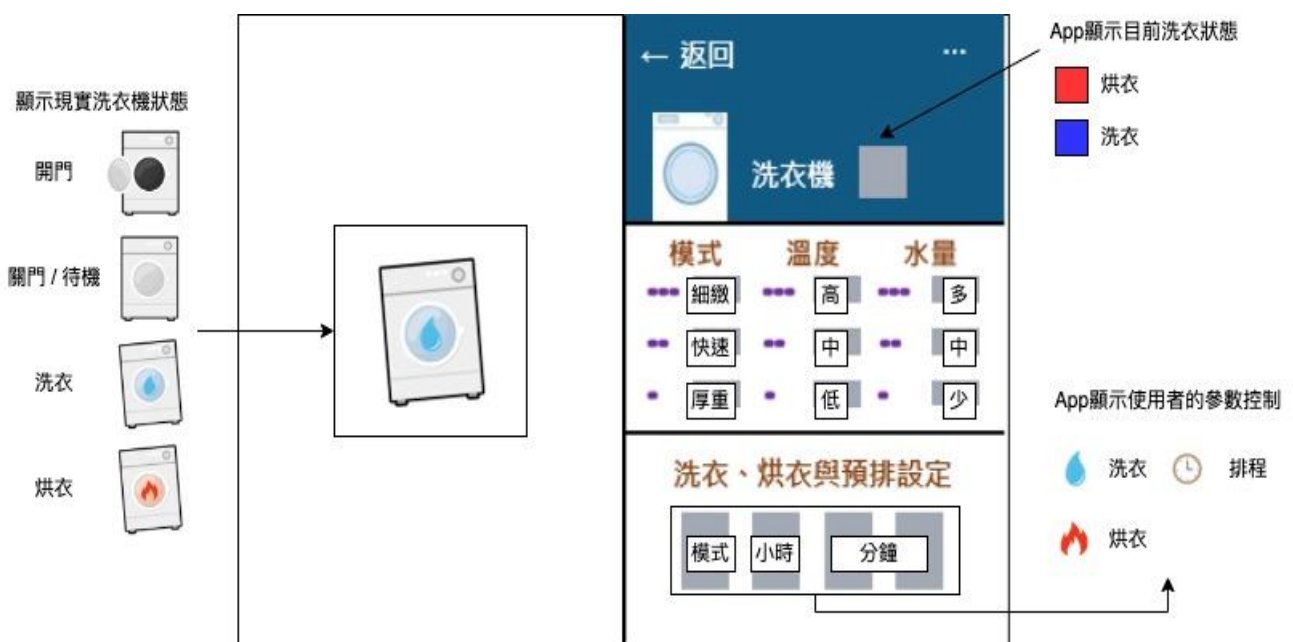 顯示現實洗衣機狀態
開門
關門 / 待機
洗衣
烘衣
← 返回
...
洗衣機
模式 溫度 水量
細緻 高 多
快速 中 中
厚重 低 少
洗衣、烘衣與預排設定
模式 小時 分鐘
App顯示目前洗衣狀態
烘衣
洗衣
App顯示使用者的參數控制
洗衣 排程
烘衣